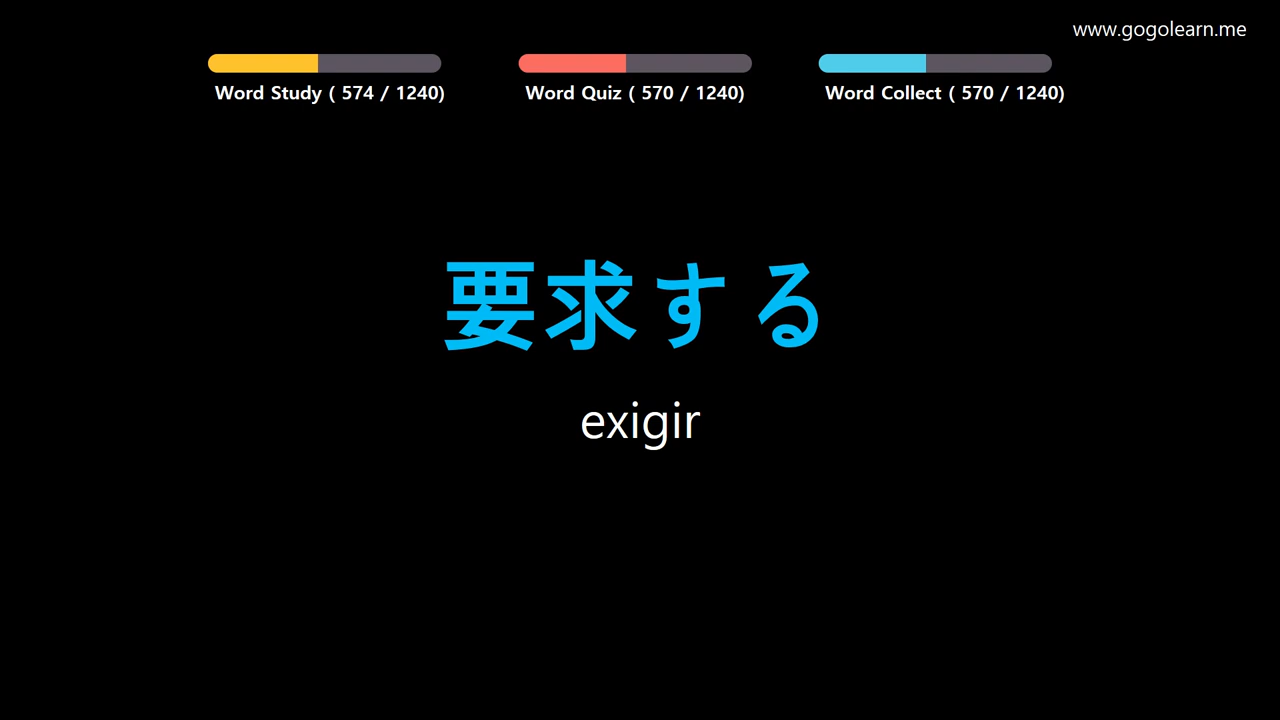 www.gogolearn.me
Word Study ( 574 / 1240)
Word Quiz ( 570 / 1240)
Word Collect ( 570 / 1240)
要求する
exigir